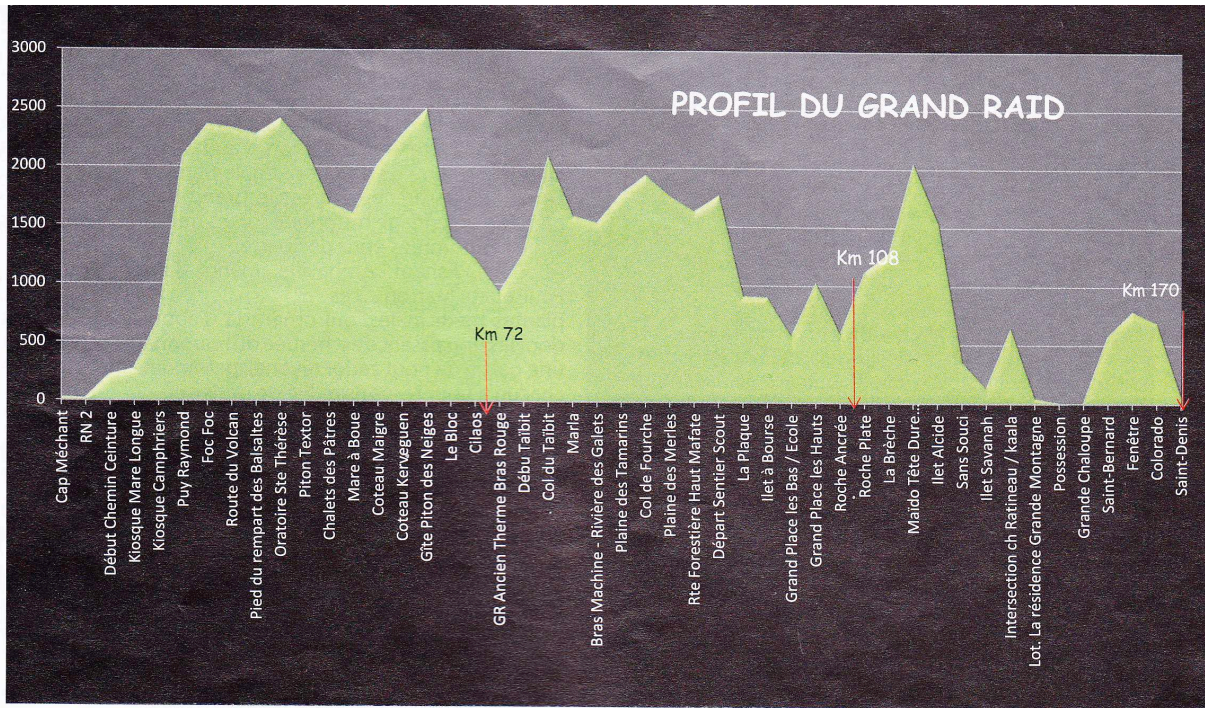 PROFIL DU GRAND RAID
3000
2500
2000
1500
1000
500
0
Km 72
Km 108
Km 170
Cap Méchant
RN 2
Début Chemin Ceinture
Kiosque Mare Longue
Kiosque Camphriers
Puy Raymond
Foc Foc
Route du Volcan
Pied du rempart des Balsaltes
Oratoire Ste Thérèse
Piton Textor
Chalets des Pâtres
Mare à Boue
Coteau Maigre
Coteau Kerveguen
Gîte Piton des Neiges
Le Bloc
Cilaos
GR Ancien Therme Bras Rouge
Débu Taîbit
Col du Taîbit
Marla
Bras Machine - Rivière des Galets
Plaine des Tamarins
Col de Fourche
Plaine des Merles
Rte Forestière Haut Mafate
Départ Sentier Scout
La Plaque
Ilet à Bourse
Grand Place les Bas / Ecole
Grand Place les Hauts
Roche Ancrée
Roche Plate
La Brèche
Maïdo Tête Dure...
Ilet Alcide
Sans Souci
Ilet Savanah
Intersection ch Ratineau / kaala
Lot. La résidence Grande Montagne
Possession
Grande Chaloupe
Saint-Bernard
Fenêtre
Colorado
Saint-Denis